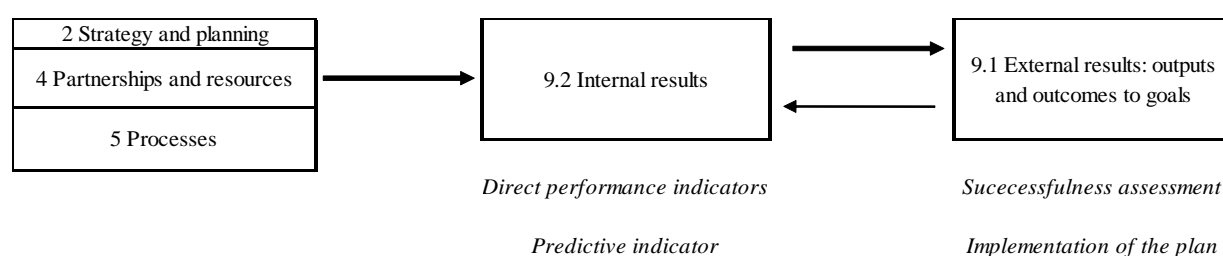 2 Strategy and planning
4 Partnerships and resources
5 Processes
9.2 Internal results
9.1 External results: outputs
and outcomes to goals
Direct performance indicators
Predictive indicator
Sucecessfulness assessment
Implementation of the plan